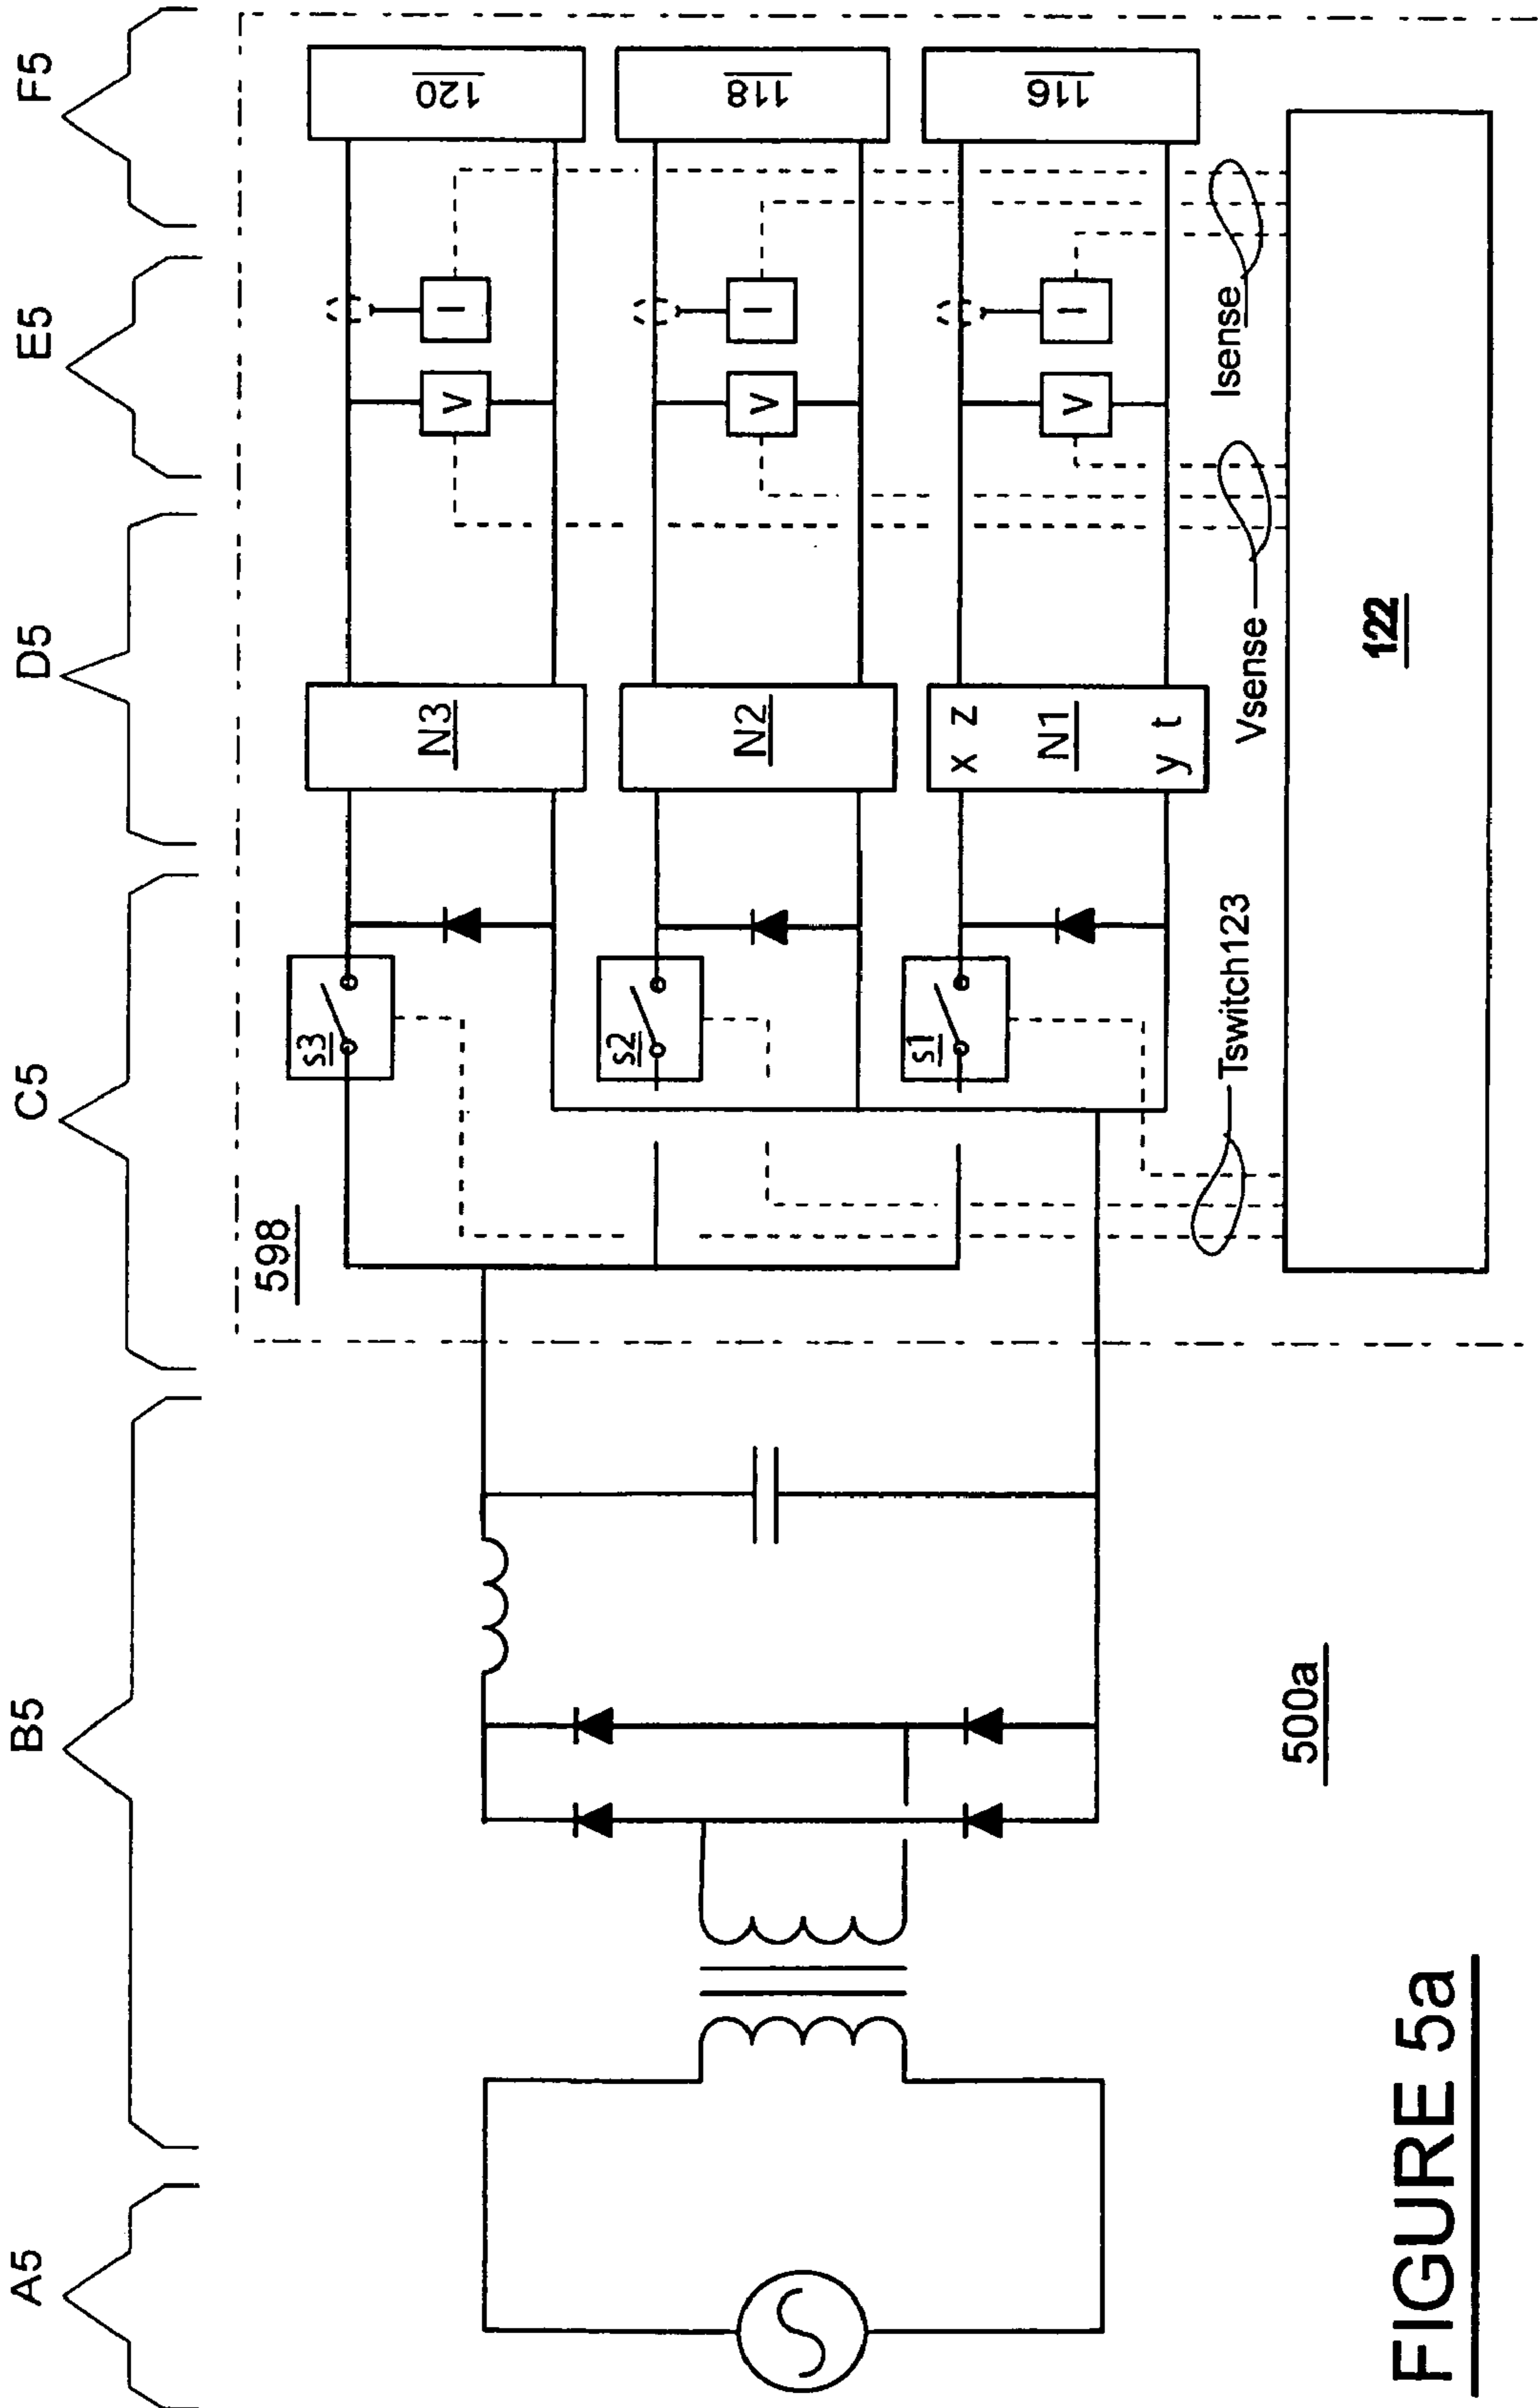 A5
B5
C5
D5
E5
F5
598
s3
N3
V
I
120
s2
N2
V
I
118
s1
x z
N1
y t
V
I
116
Tswitch123
Vsense
Isense
122
500a
FIGURE 5a